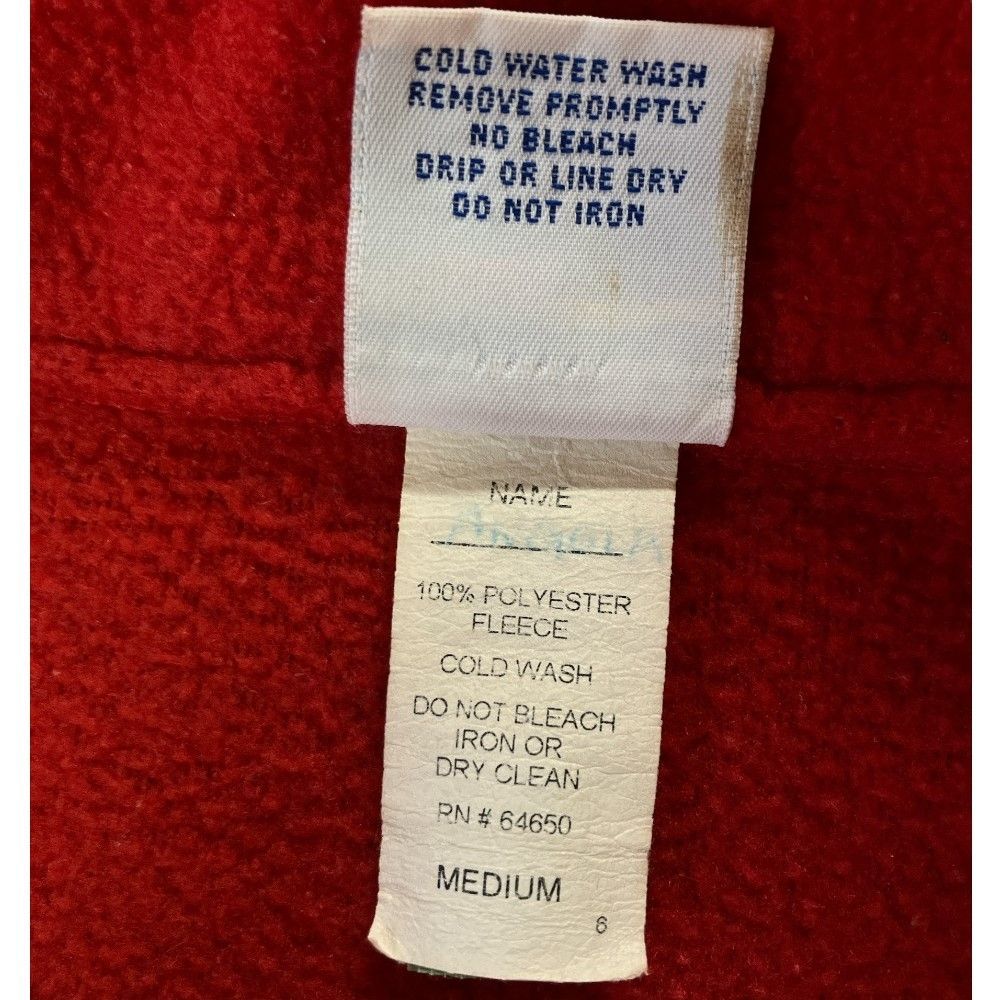 COLD WATER WASH
REMOVE PROMPTLY
NO BLEACH
DRIP OR LINE DRY
DO NOT IRON
NAME
100% POLYESTER
FLEECE
COLD WASH
DO NOT BLEACH
IRON OR
DRY CLEAN
RN # 64650
MEDIUM
6